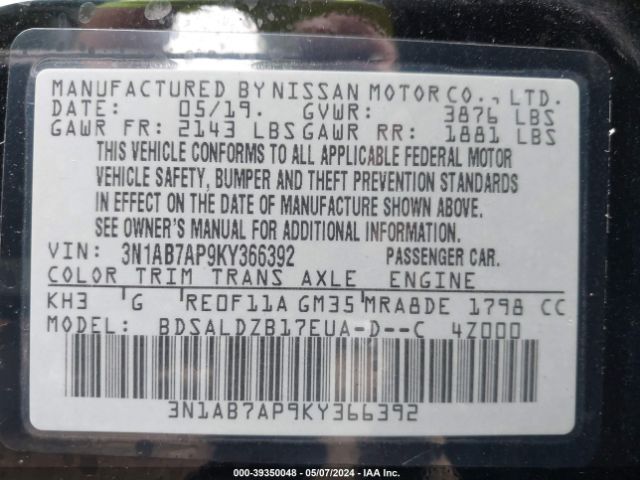 MANUFACTURED BY NISSAN MOTOR CO., LTD.
DATE: 05/19. GVWR: 3876 LBS
GAWR FR: 2143 LBS GAWR RR: 1881 LBS
THIS VEHICLE CONFORMS TO ALL APPLICABLE FEDERAL MOTOR
VEHICLE SAFETY, BUMPER AND THEFT PREVENTION STANDARDS
IN EFFECT ON THE DATE OF MANUFACTURE SHOWN ABOVE.
SEE OWNER'S MANUAL FOR ADDITIONAL INFORMATION.
VIN: 3N1AB7AP9KY366392 PASSENGER CAR.
COLOR TRIM TRANS AXLE ENGINE
KH3 G RE0F11A GM35 MRA8DE 1798 CC
MODEL: BDSALDZB17EUA-D--C 4Z000
3N1AB7AP9KY366392
000-39350048 - 05/07/2024 - IAA Inc.